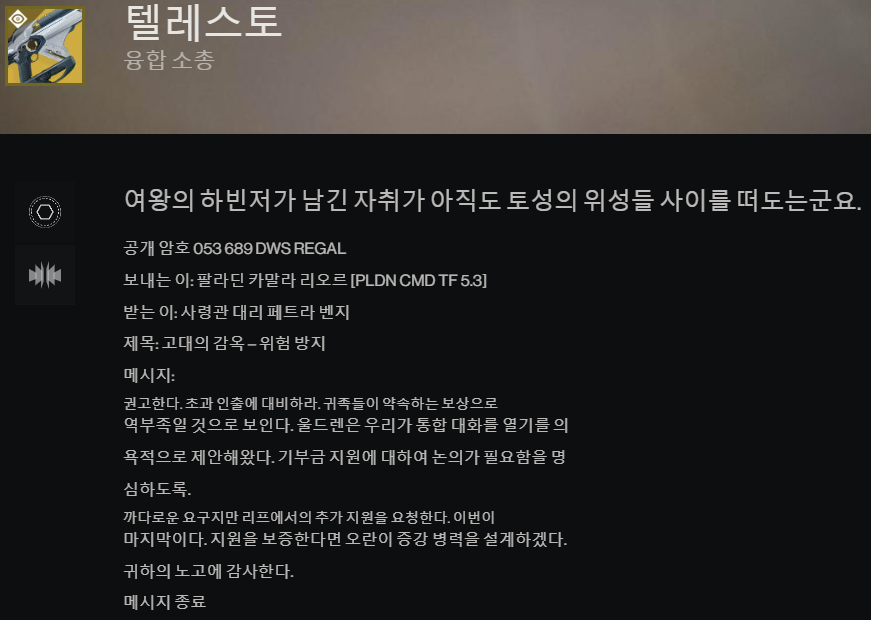 텔레스토
융합 소총
여왕의 하빈저가 남긴 자취가 아직도 토성의 위성들 사이를 떠도는군요.
공개 암호 053 689 DWS REGAL
보내는 이: 팔라딘 카말라 리오르 [PLDN CMD TF 5.3]
받는 이: 사령관 대리 페트라 벤지
제목: 고대의 감옥 – 위험 방지
메시지:
권고한다. 초과 인출에 대비하라. 귀족들이 약속하는 보상으로
역부족일 것으로 보인다. 울드렌은 우리가 통합 대화를 열기를 의
욕적으로 제안해왔다. 기부금 지원에 대하여 논의가 필요함을 명
심하도록.
까다로운 요구지만 리프에서의 추가 지원을 요청한다. 이번이
마지막이다. 지원을 보증한다면 오란이 증강 병력을 설계하겠다.
귀하의 노고에 감사한다.
메시지 종료